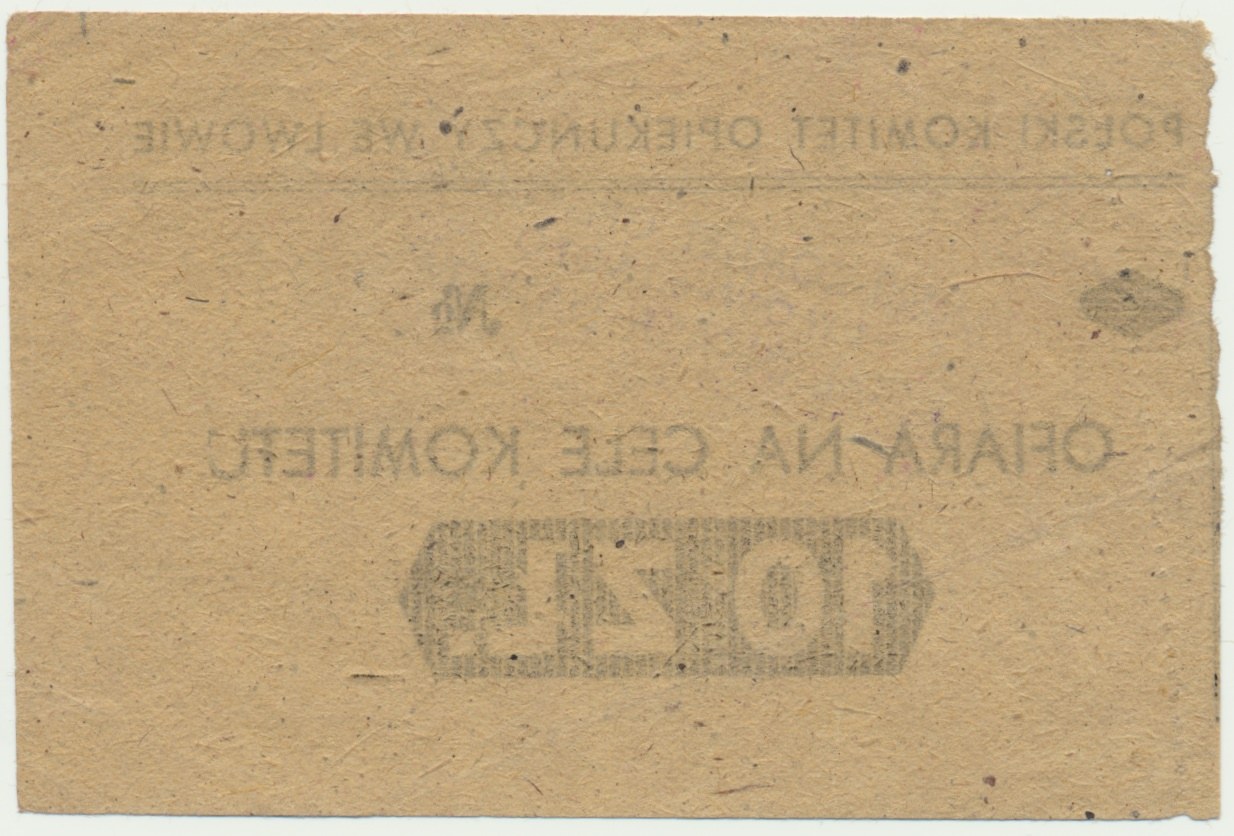 POLSKI KOMITET OPIEKUŃCZY WE LWOWIE
№
OFIARA NA CELE KOMITETU
10 ZŁ.